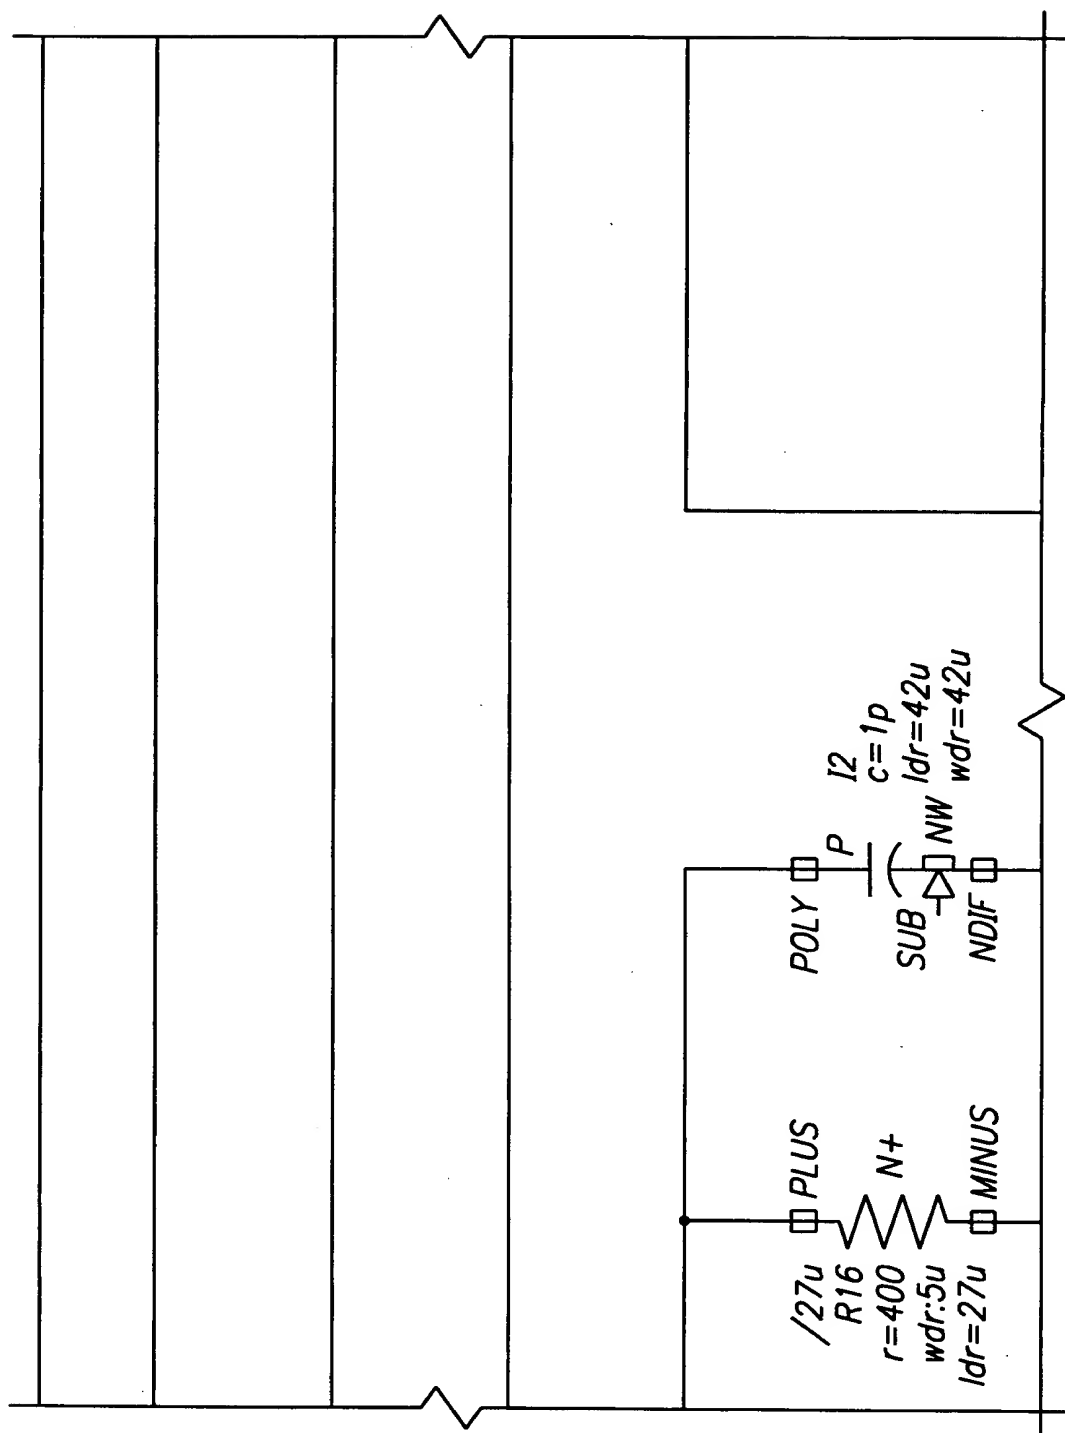 I2
c=1p
ldr=42u
wdr=42u
P
NW
POLY
SUB
NDIF
PLUS
N+
MINUS
/27u
R16
r=400
wdr:5u
ldr=27u